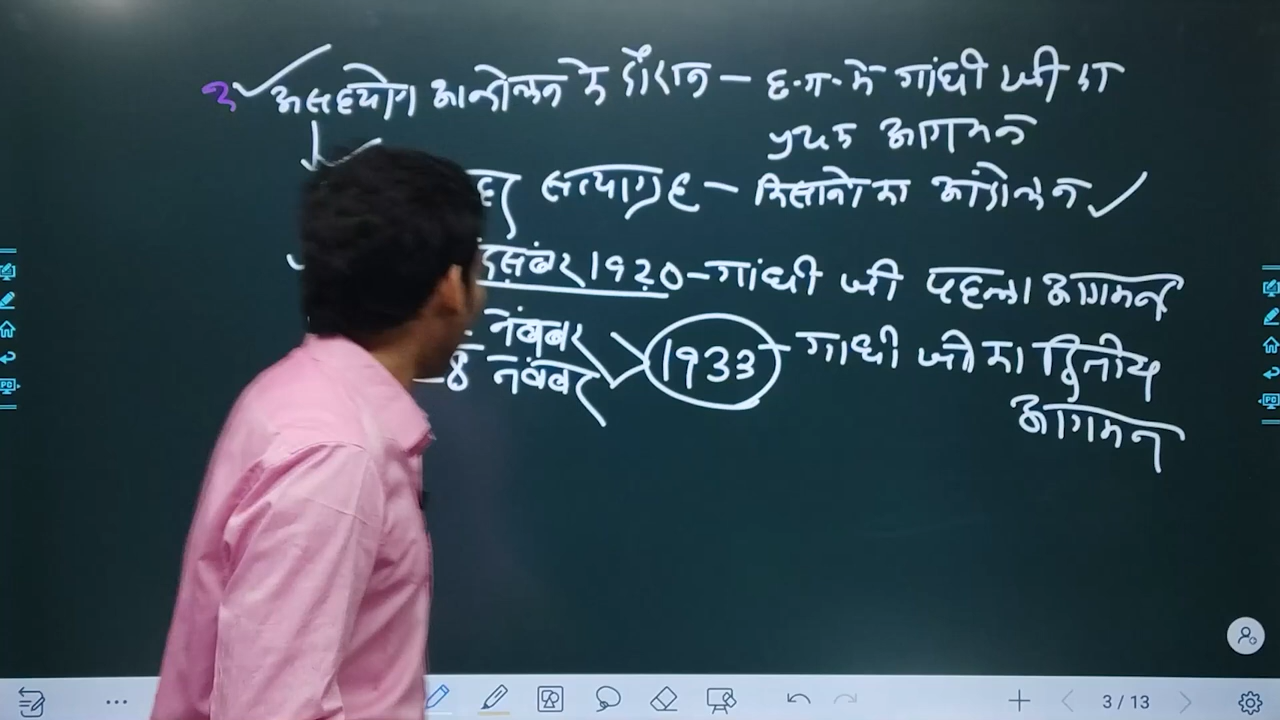 २ असहयोग आन्दोलन के दौरान – छ.ग. में गांधी जी का
प्रथम आगमन
सत्याग्रह – किसानों का आंदोलन
दिसंबर 1920 – गांधी जी पहला आगमन
नवंबर
8 नवंबर 1933 – गांधी जी का द्वितीय
आगमन
3 / 13